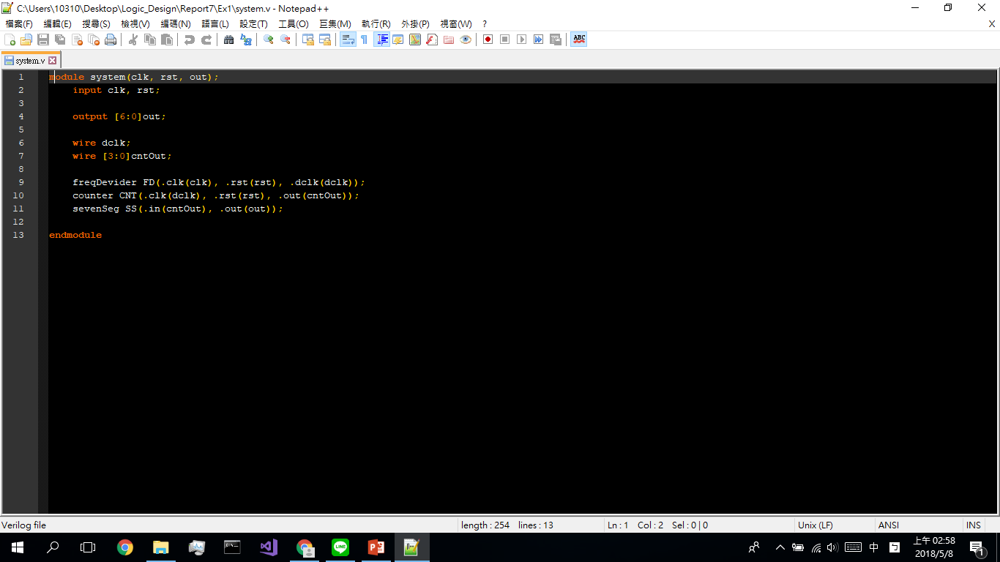 C:\Users\10310\Desktop\Logic_Design\Report7\Ex1\system.v - Notepad++
檔案(F) 編輯(E) 搜尋(S) 檢視(V) 編碼(N) 語言(L) 設定(T) 工具(O) 巨集(M) 執行(R) 外掛(P) 視窗(W) ? X
ABC
system.v
1 module system(clk, rst, out);
2 input clk, rst;
3
4 output [6:0]out;
5
6 wire dclk;
7 wire [3:0]cntOut;
8
9 freqDevider FD(.clk(clk), .rst(rst), .dclk(dclk));
10 counter CNT(.clk(dclk), .rst(rst), .out(cntOut));
11 sevenSeg SS(.in(cntOut), .out(out));
12
13 endmodule
Verilog file length : 254 lines : 13 Ln : 1 Col : 2 Sel : 0 | 0 Unix (LF) ANSI INS
LINE
中
上午 02:58
2018/5/8
1